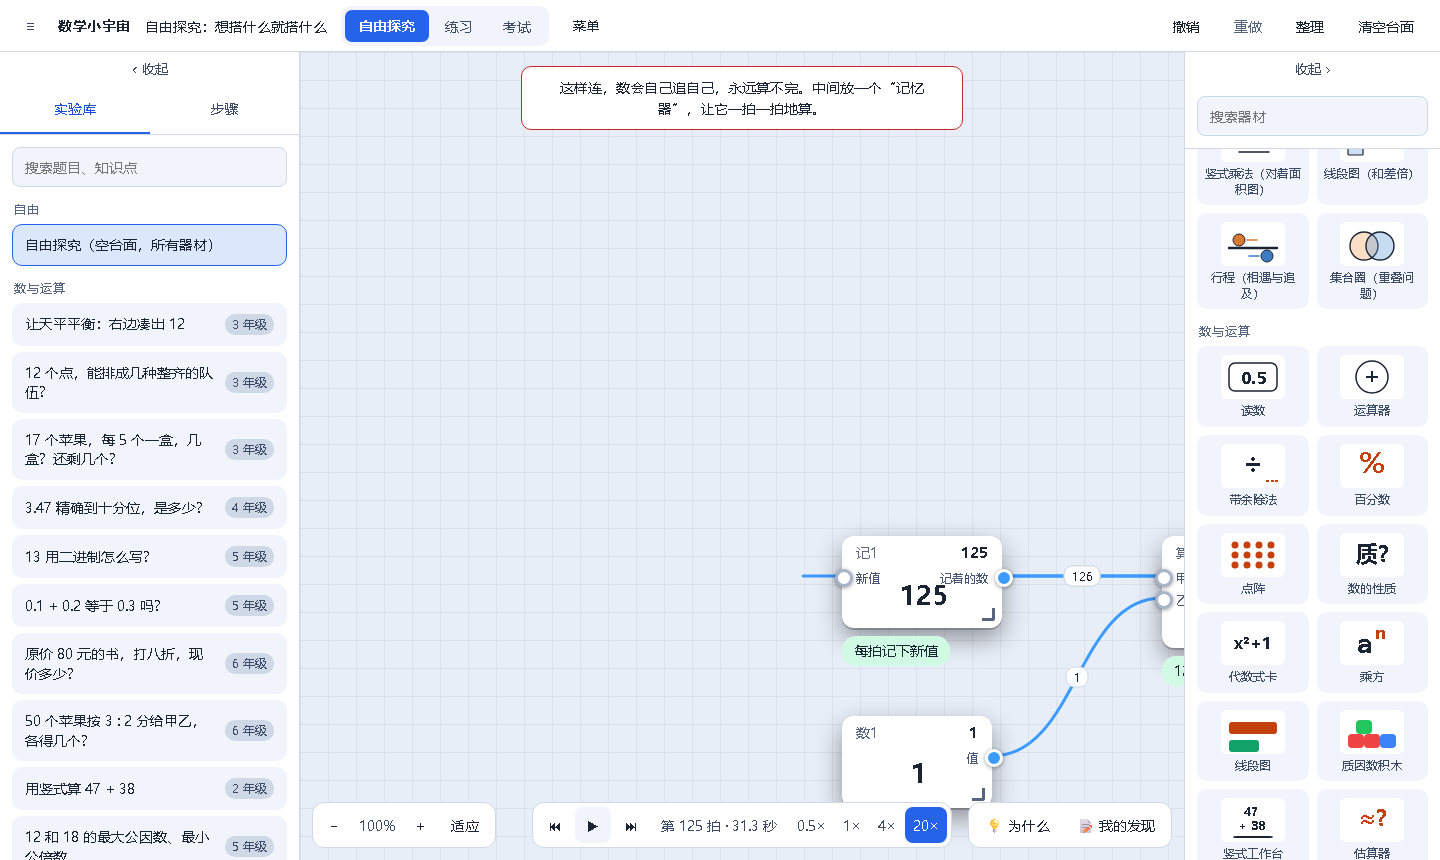 ≡ 数学小宇宙 自由探究：想搭什么就搭什么 自由探究 练习 考试 菜单 撤销 重做 整理 清空台面
‹ 收起
实验库 步骤
搜索题目、知识点
自由
自由探究（空台面，所有器材）
数与运算
让天平平衡：右边凑出 12 3 年级
12 个点，能排成几种整齐的队
伍？ 3 年级
17 个苹果，每 5 个一盒，几
盒？还剩几个？ 3 年级
3.47 精确到十分位，是多少？ 4 年级
13 用二进制怎么写？ 5 年级
0.1 + 0.2 等于 0.3 吗？ 5 年级
原价 80 元的书，打八折，现
价多少？ 6 年级
50 个苹果按 3 : 2 分给甲乙，
各得几个？ 6 年级
用竖式算 47 + 38 2 年级
12 和 18 的最大公因数、最小
公倍数 5 年级
这样连，数会自己追自己，永远算不完。中间放一个“记忆
器”，让它一拍一拍地算。
记1 125
新值 记着的数
125
每拍记下新值
126
1
数1 1
值
1
甲
乙
12
− 100% + 适应
⏮ ▶ ⏭ 第 125 拍 · 31.3 秒 0.5× 1× 4× 20×
为什么 我的发现
收起 ›
搜索器材
竖式乘法（对着面
积图）
线段图（和差倍）
行程（相遇与追
及）
集合圈（重叠问
题）
数与运算
0.5
读数
+
运算器
÷ ...
带余除法
%
百分数
点阵
质?
数的性质
x²+1
代数式卡
aⁿ
乘方
线段图
质因数积木
47
+ 38
竖式工作台
≈?
估算器